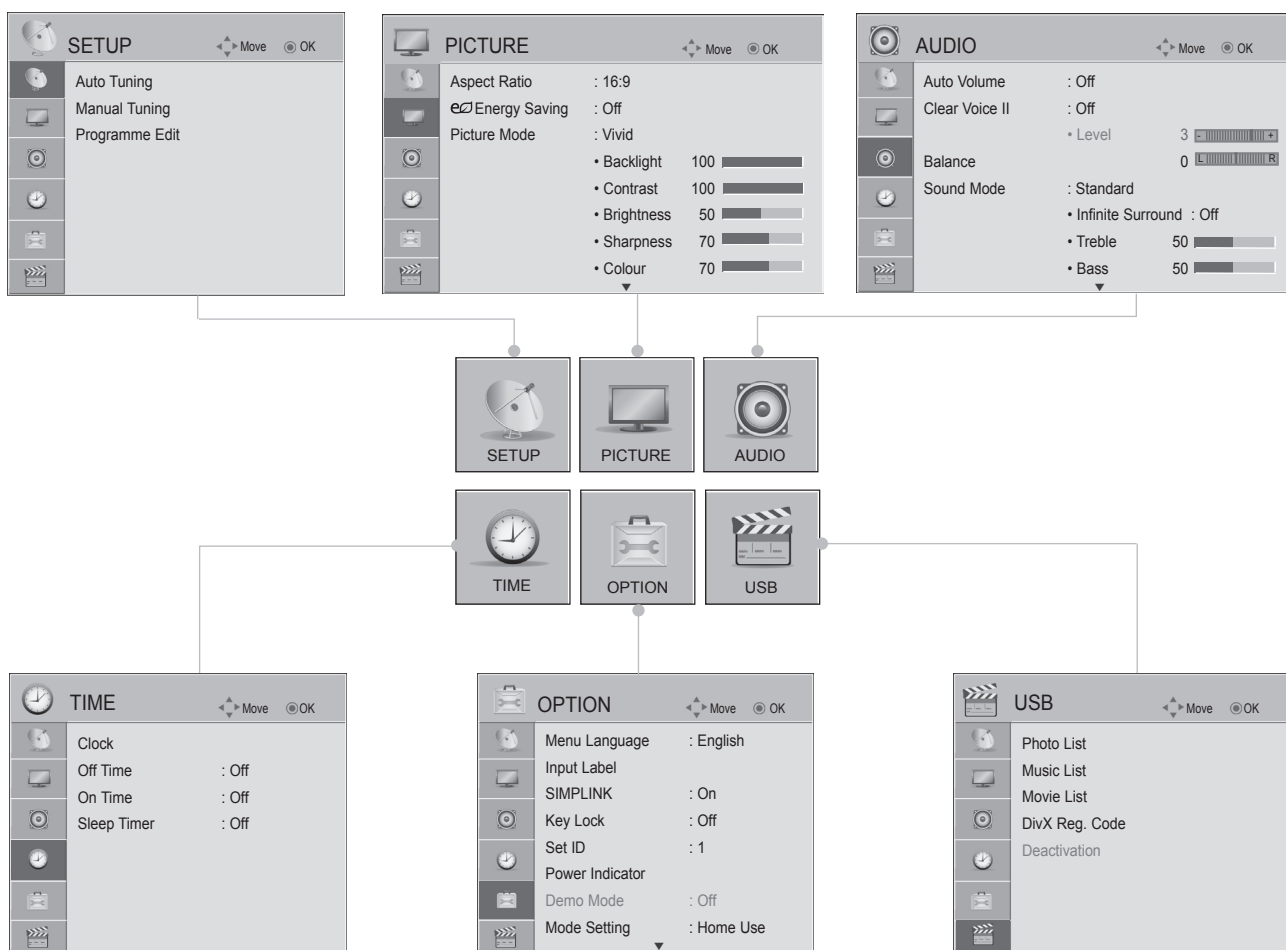 SETUP
Move OK
Auto Tuning
Manual Tuning
Programme Edit
PICTURE
Move OK
Aspect Ratio : 16:9
Energy Saving : Off
Picture Mode : Vivid
• Backlight 100
• Contrast 100
• Brightness 50
• Sharpness 70
• Colour 70
AUDIO
Move OK
Auto Volume : Off
Clear Voice II : Off
• Level 3 - +
Balance 0 L R
Sound Mode : Standard
• Infinite Surround : Off
• Treble 50
• Bass 50
SETUP
PICTURE
AUDIO
TIME
OPTION
USB
TIME
Move OK
Clock
Off Time : Off
On Time : Off
Sleep Timer : Off
OPTION
Move OK
Menu Language : English
Input Label
SIMPLINK : On
Key Lock : Off
Set ID : 1
Power Indicator
Demo Mode : Off
Mode Setting : Home Use
USB
Move OK
Photo List
Music List
Movie List
DivX Reg. Code
Deactivation